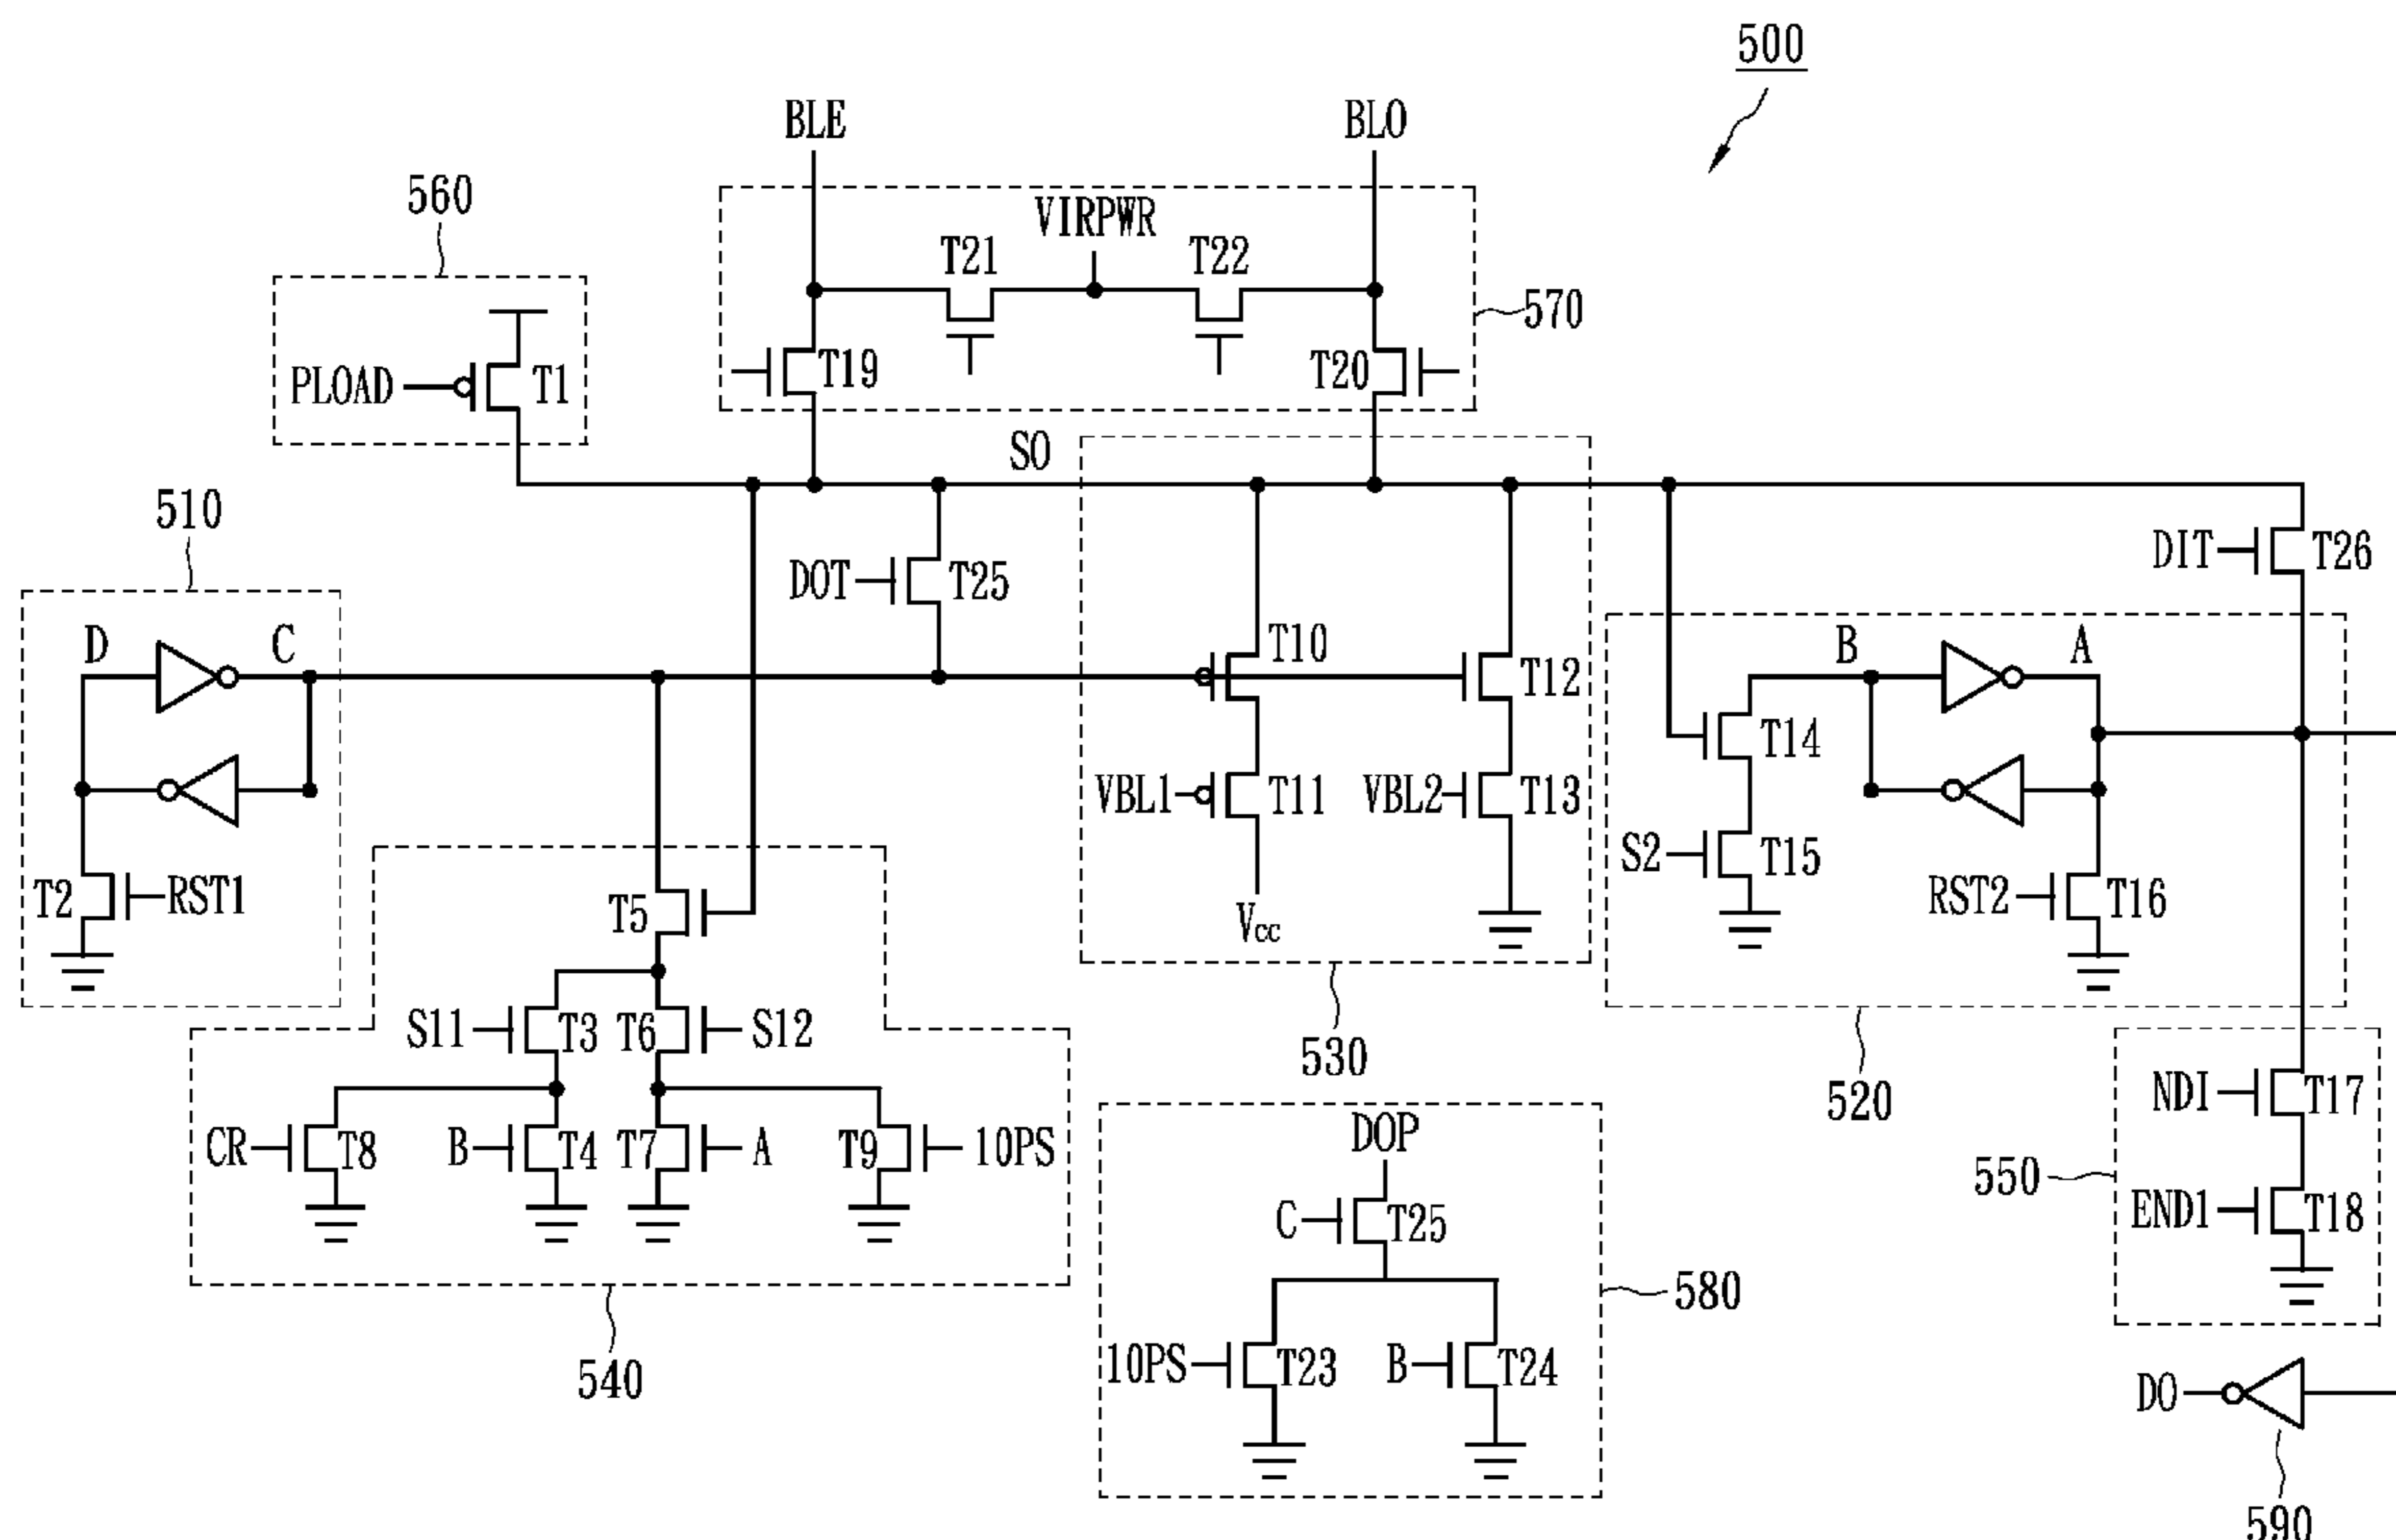 500
BLE
BLO
560
VIRPWR
T21
T22
570
PLOAD
T1
T19
T20
SO
510
DIT
T26
DOT
T25
D
C
T10
T12
B
A
T14
VBL1
T11
VBL2
T13
S2
T15
T2
RST1
T5
Vcc
RST2
T16
S11
T3
T6
S12
530
520
NDI
T17
CR
T8
B
T4
T7
A
T9
10PS
DOP
550
C
T25
END1
T18
580
540
10PS
T23
B
T24
DO
590